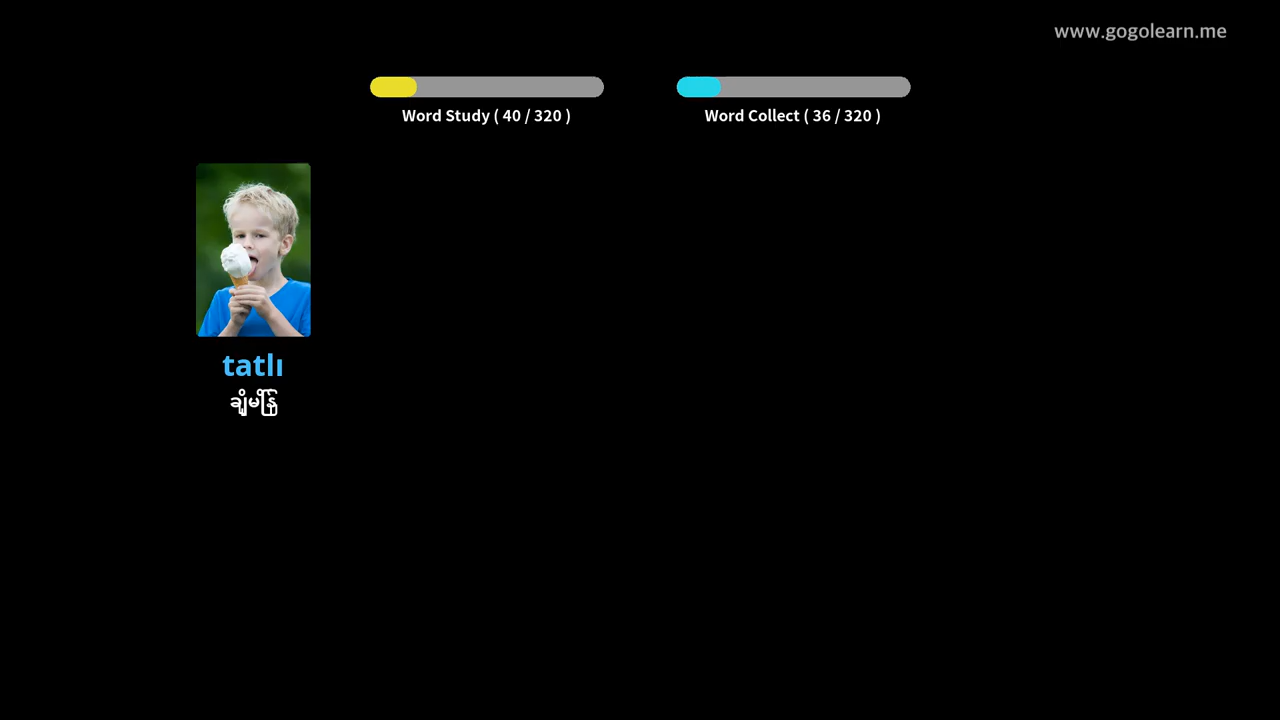 www.gogolearn.me
Word Study ( 40 / 320 )
Word Collect ( 36 / 320 )
tatlı
ချိုမြိန်